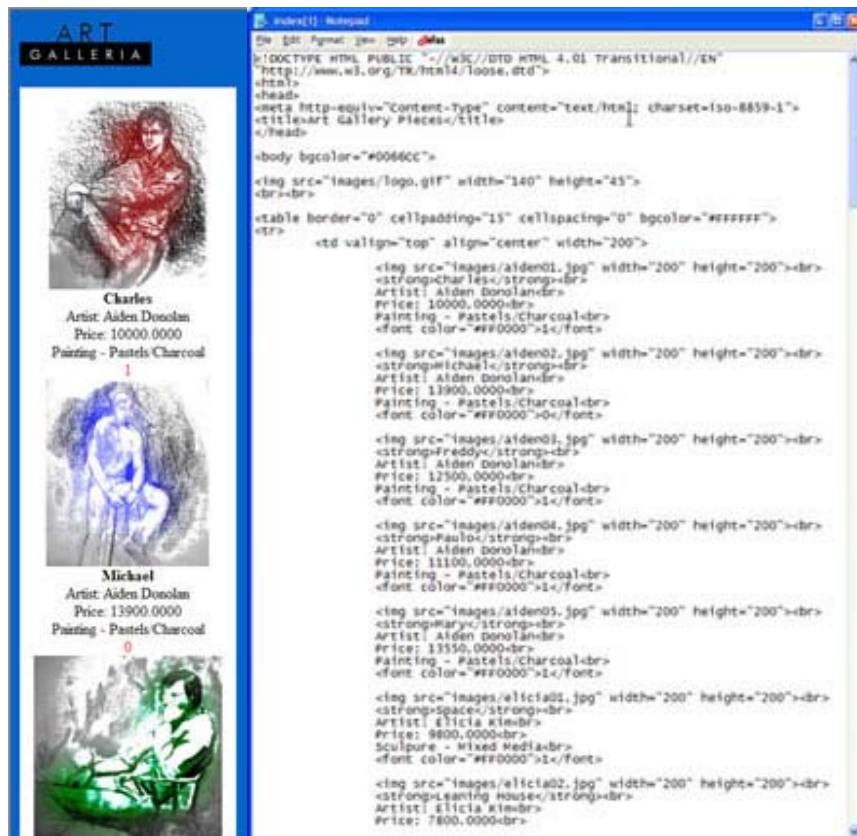 ART
GALLERIA
Charles
Artist: Aiden Donolan
Price: 10000.0000
Painting - Pastels/Charcoal
1
Michael
Artist: Aiden Donolan
Price: 13900.0000
Painting - Pastels/Charcoal
0
index[1] - Notepad
File Edit Format View Help
<!DOCTYPE HTML PUBLIC "-//W3C//DTD HTML 4.01 Transitional//EN"
"http://www.w3.org/TR/html4/loose.dtd">
<html>
<head>
<meta http-equiv="Content-Type" content="text/html; charset=iso-8859-1">
<title>Art Gallery Pieces</title>
</head>
<body bgcolor="#0066CC">
<img src="images/logo.gif" width="140" height="45">
<br><br>
<table border="0" cellpadding="15" cellspacing="0" bgcolor="#FFFFFF">
<tr>
<td valign="top" align="center" width="200">
<img src="images/aiden01.jpg" width="200" height="200"><br>
<strong>Charles</strong><br>
Artist: Aiden Donolan<br>
Price: 10000.0000<br>
Painting - Pastels/Charcoal<br>
<font color="#FF0000">1</font>
<img src="images/aiden02.jpg" width="200" height="200"><br>
<strong>Michael</strong><br>
Artist: Aiden Donolan<br>
Price: 13900.0000<br>
Painting - Pastels/Charcoal<br>
<font color="#FF0000">0</font>
<img src="images/aiden03.jpg" width="200" height="200"><br>
<strong>Freddy</strong><br>
Artist: Aiden Donolan<br>
Price: 12500.0000<br>
Painting - Pastels/Charcoal<br>
<font color="#FF0000">1</font>
<img src="images/aiden04.jpg" width="200" height="200"><br>
<strong>Paulo</strong><br>
Artist: Aiden Donolan<br>
Price: 11100.0000<br>
Painting - Pastels/Charcoal<br>
<font color="#FF0000">1</font>
<img src="images/aiden05.jpg" width="200" height="200"><br>
<strong>Mary</strong><br>
Artist: Aiden Donolan<br>
Price: 13550.0000<br>
Painting - Pastels/Charcoal<br>
<font color="#FF0000">1</font>
<img src="images/elicia01.jpg" width="200" height="200"><br>
<strong>Space</strong><br>
Artist: Elicia Kim<br>
Price: 9800.0000<br>
Sculpure - Mixed Media<br>
<font color="#FF0000">1</font>
<img src="images/elicia02.jpg" width="200" height="200"><br>
<strong>Leaning House</strong><br>
Artist: Elicia Kim<br>
Price: 7800.0000<br>